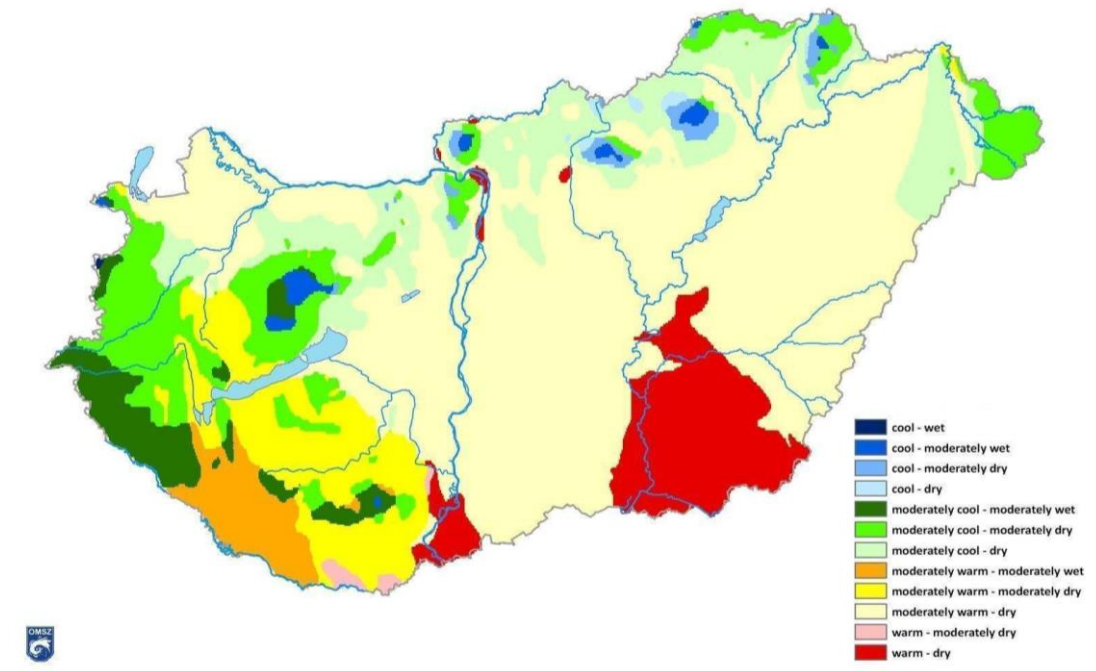 cool - wet
cool - moderately wet
cool - moderately dry
cool - dry
moderately cool - moderately wet
moderately cool - moderately dry
moderately cool - dry
moderately warm - moderately wet
moderately warm - moderately dry
moderately warm - dry
warm - moderately dry
warm - dry
OMSZ